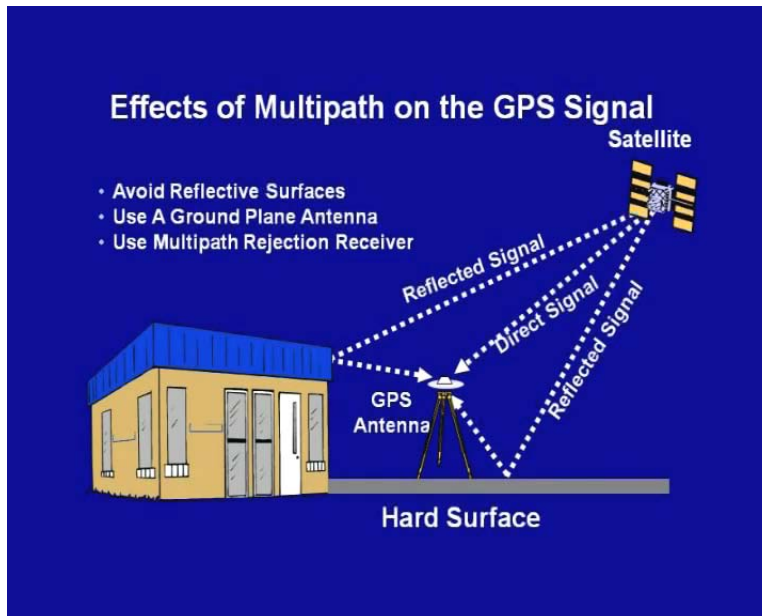 Effects of Multipath on the GPS Signal
Satellite
• Avoid Reflective Surfaces
• Use A Ground Plane Antenna
• Use Multipath Rejection Receiver
Reflected Signal
Direct Signal
Reflected Signal
GPS
Antenna
Hard Surface